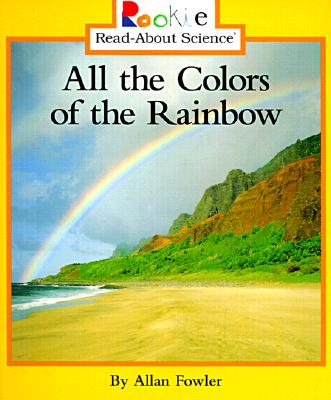 Rookie
Read-About Science®
All the Colors
of the Rainbow
By Allan Fowler